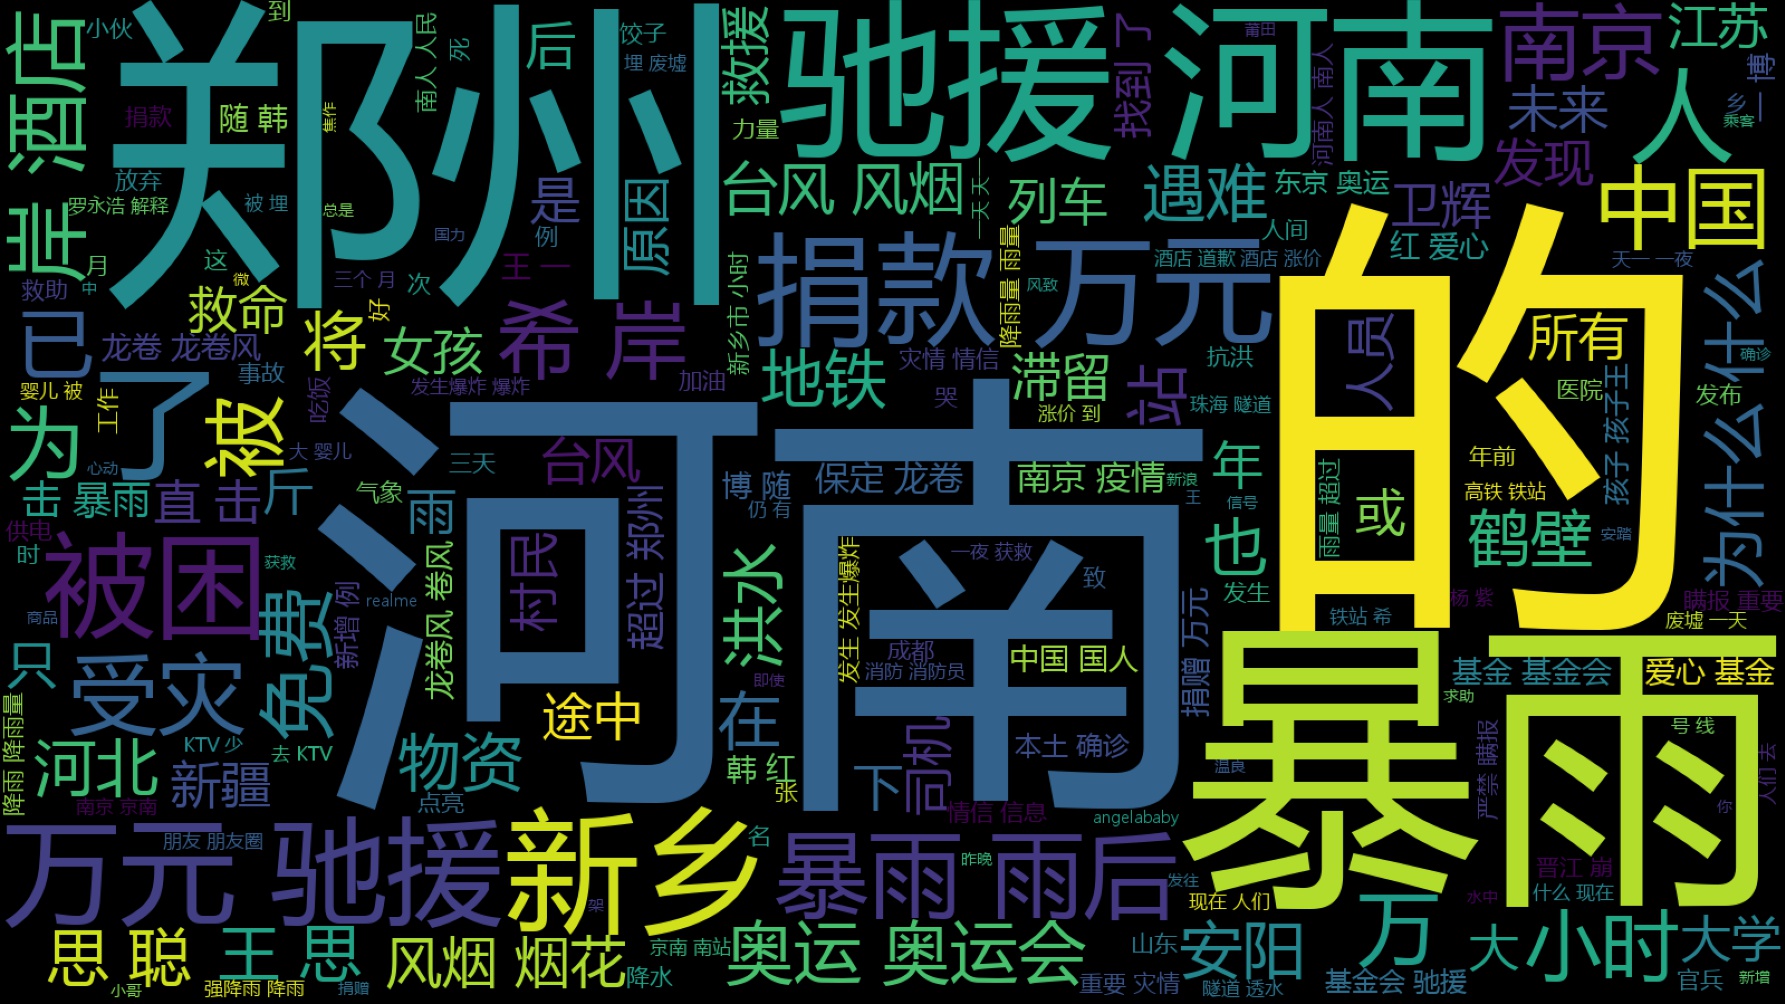 郑州
驰援 河南
的
河南
暴雨
酒店
小伙
到
死
后
饺子
埋 废墟
南人 人民
救援
力量
找到 了
莆田
河南人 南人
南京
江苏
未来
人
博
乡一
乘客
发现
捐款
随 韩
焦作
放弃
罗永浩 解释
被 埋
总是
是
例
原因
国力
台风 风烟
一天 天一
列车
遇难
东京 奥运
卫辉
中国
人间
红 爱心
天一 一夜
岸
月
这
微
三个 月
次
王 一
救助
中
救命
好
新乡市 小时
捐款 万元
降雨量 雨量
风致
酒店 道歉
酒店 涨价
已
龙卷 龙卷风
将
女孩
希 岸
人员
所有
为什么 什么
确诊
事故
发生爆炸 爆炸
加油
地铁
灾情 情信
滞留
站
抗洪
医院
孩子 孩子王
发布
婴儿 被
工作
了
吃饭
被
哭
涨价 到
珠海 隧道
为
心动
大 婴儿
三天
台风
年
年前
击 暴雨
直 击
斤
气象
雨
博 随
仍 有
保定 龙卷
南京 疫情
新浪
王
信号
雨量 超过
或
高铁 铁站
鹤壁
安踏
供电
时
被困
获救
龙卷风 卷风
村民
超过 郑州
洪水
发生 发生爆炸
一夜 获救
致
也
发生
商品
免费
新增 例
realme
捐赠 万元
铁站 希
杨 紫
瞒报 重要
废墟 一天
只
受灾
成都
消防 消防员
中国 国人
即使
基金 基金会
爱心 基金
求助
降雨 降雨量
KTV 少
去 KTV
途中
在
号 线
河北
新疆
物资
韩 红
张
下
司机
本土 确诊
温良
严禁 瞒报
人们 去
你
南京 京南
点亮
情信 信息
angelababy
万元 驰援
朋友 朋友圈
新乡
名
暴雨 雨后
昨晚
发往
晋江 崩
什么 现在
水中
架
现在 人们
思 聪
王 思
风烟 烟花
京南 南站
降水
奥运 奥运会
山东
安阳
万
大
小时
大学
小哥
强降雨 降雨
捐赠
重要 灾情
隧道 透水
基金会 驰援
官兵
新增